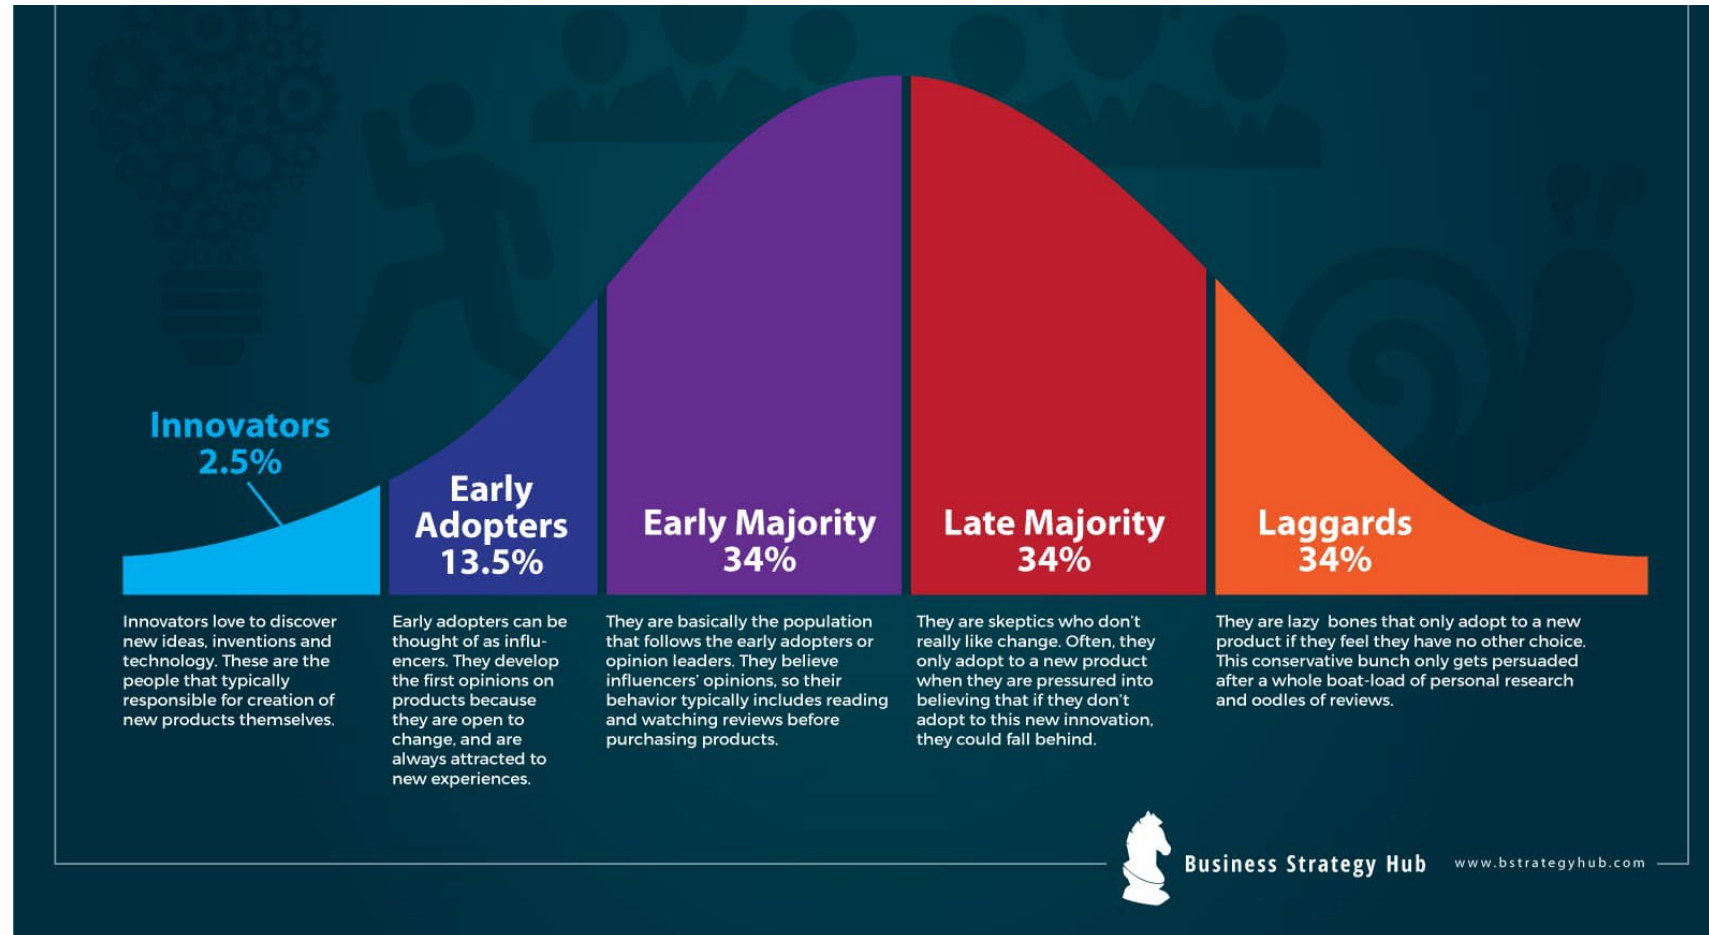 Innovators
2.5%
Early
Adopters
13.5%
Early Majority
34%
Late Majority
34%
Laggards
34%
Innovators love to discover
new ideas, inventions and
technology. These are the
people that typically
responsible for creation of
new products themselves.
Early adopters can be
thought of as influ-
encers. They develop
the first opinions on
products because
they are open to
change, and are
always attracted to
new experiences.
They are basically the population
that follows the early adopters or
opinion leaders. They believe
influencers' opinions, so their
behavior typically includes reading
and watching reviews before
purchasing products.
They are skeptics who don't
really like change. Often, they
only adopt to a new product
when they are pressured into
believing that if they don't
adopt to this new innovation,
they could fall behind.
They are lazy bones that only adopt to a new
product if they feel they have no other choice.
This conservative bunch only gets persuaded
after a whole boat-load of personal research
and oodles of reviews.
Business Strategy Hub
www.bstrategyhub.com